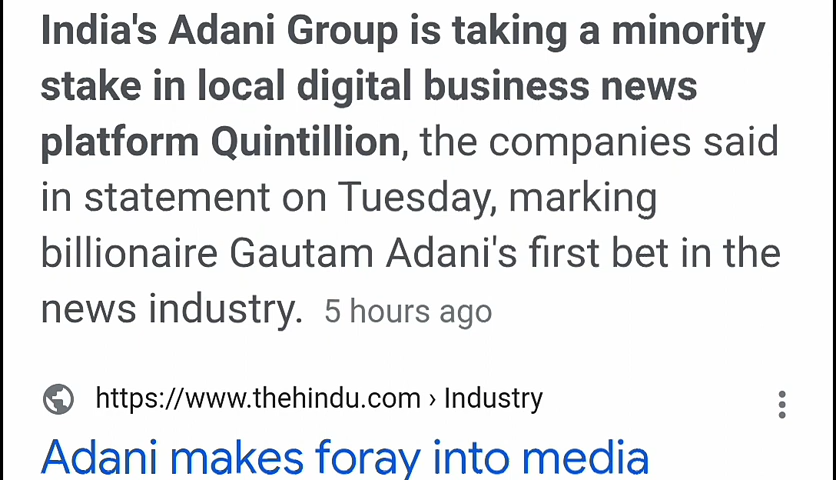 India's Adani Group is taking a minority
stake in local digital business news
platform Quintillion, the companies said
in statement on Tuesday, marking
billionaire Gautam Adani's first bet in the
news industry. 5 hours ago
https://www.thehindu.com › Industry
Adani makes foray into media